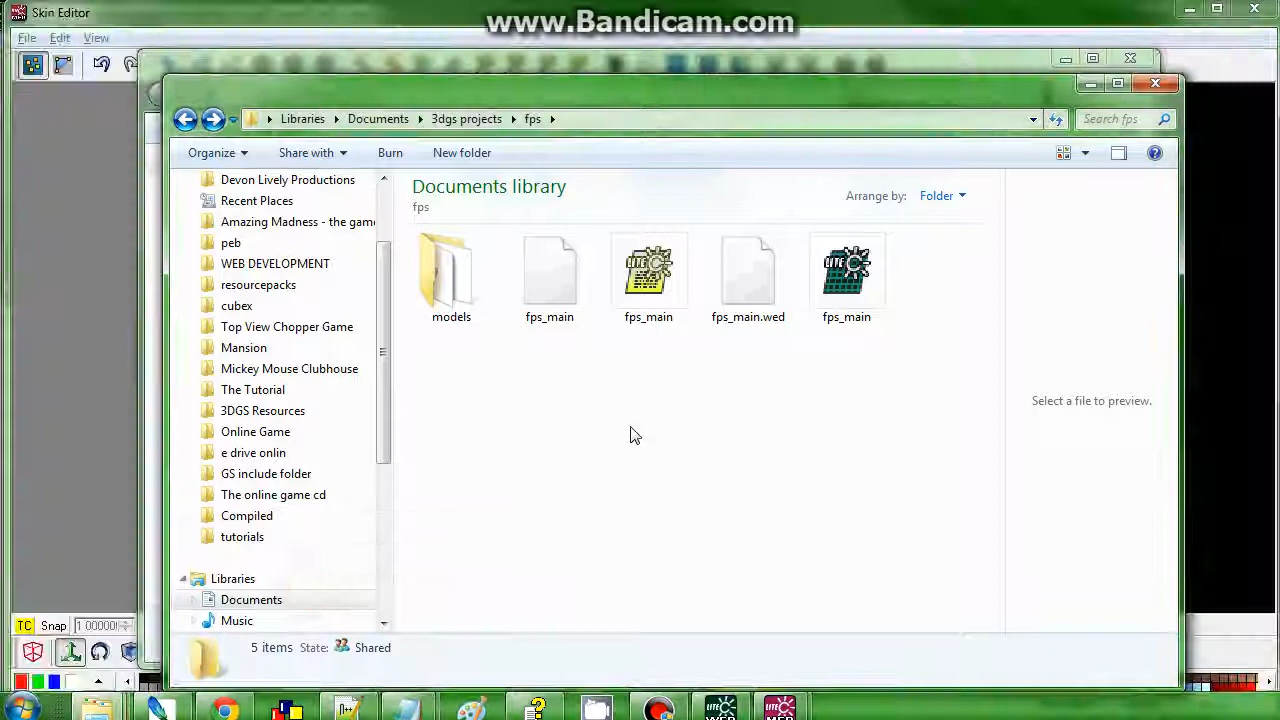 Skin Editor
www.Bandicam.com
File Edit View
Libraries Documents 3dgs projects fps
Search fps
Organize Share with Burn New folder
Devon Lively Productions
Recent Places
Amazing Madness - the game
peb
WEB DEVELOPMENT
resourcepacks
cubex
Top View Chopper Game
Mansion
Mickey Mouse Clubhouse
The Tutorial
3DGS Resources
Online Game
e drive onlin
GS include folder
The online game cd
Compiled
tutorials
Libraries
Documents
Music
Documents library
fps
Arrange by: Folder
models
fps_main
fps_main
fps_main.wed
fps_main
Select a file to preview.
TC Snap
5 items State: Shared